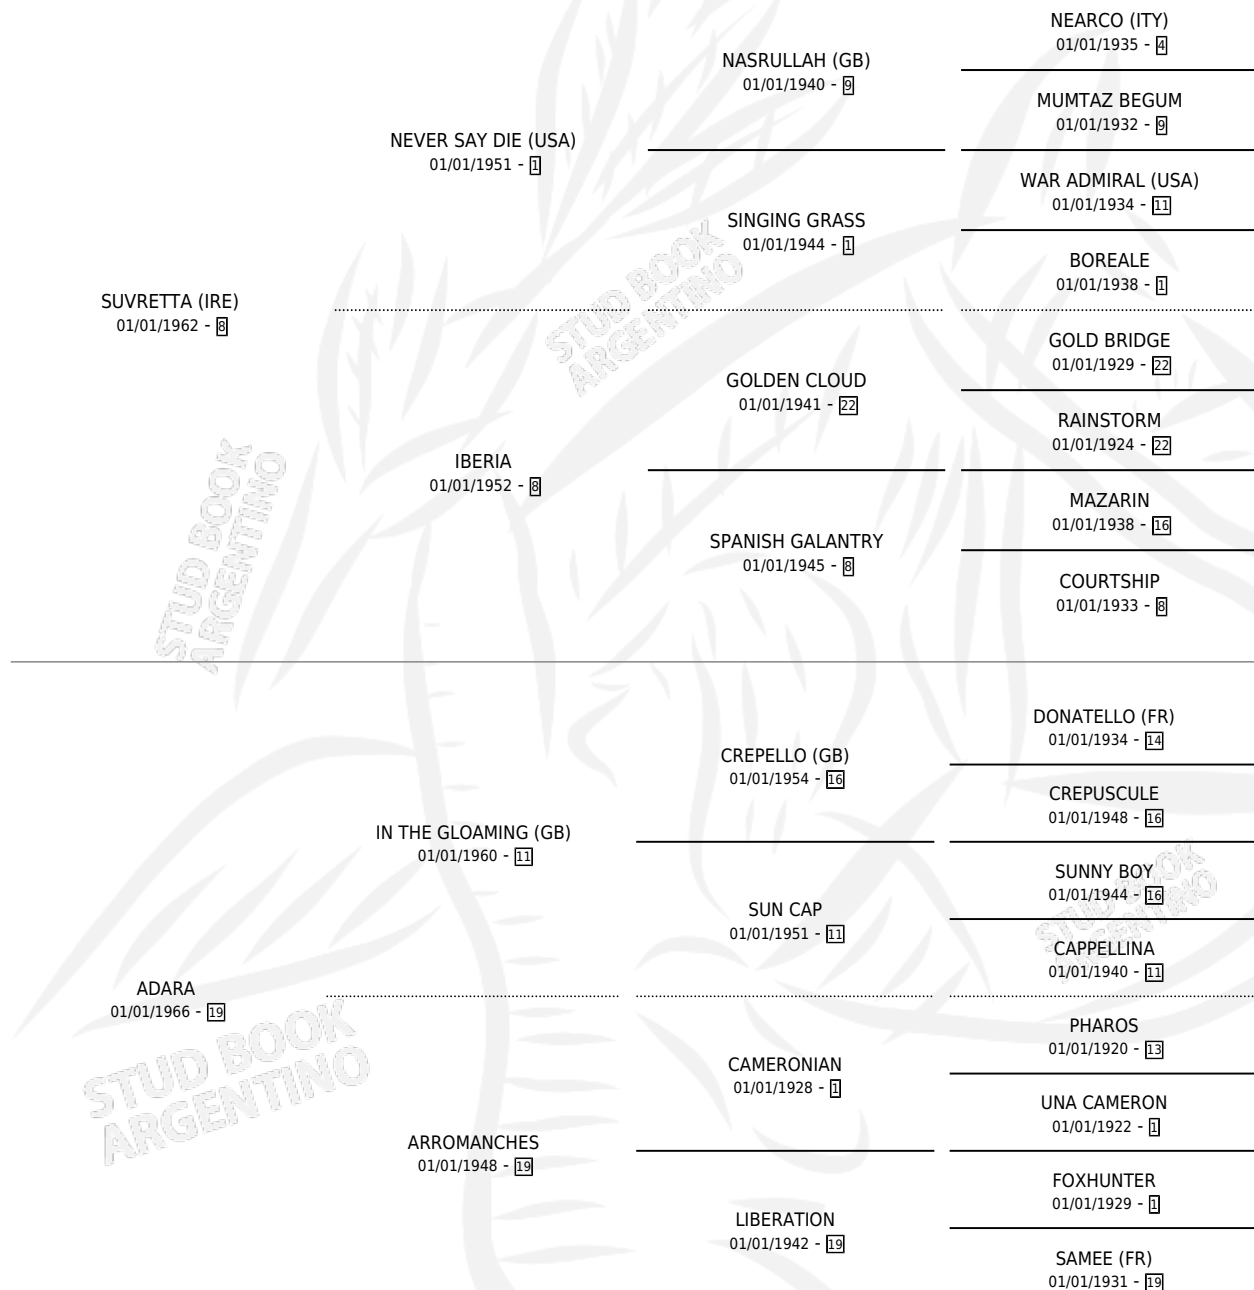 NEARCO (ITY)
01/01/1935 - 4
NASRULLAH (GB)
01/01/1940 - 9
MUMTAZ BEGUM
01/01/1932 - 9
NEVER SAY DIE (USA)
01/01/1951 - 1
WAR ADMIRAL (USA)
01/01/1934 - 11
SINGING GRASS
01/01/1944 - 1
BOREALE
01/01/1938 - 1
SUVRETTA (IRE)
01/01/1962 - 8
GOLD BRIDGE
01/01/1929 - 22
GOLDEN CLOUD
01/01/1941 - 22
RAINSTORM
01/01/1924 - 22
IBERIA
01/01/1952 - 8
MAZARIN
01/01/1938 - 16
SPANISH GALANTRY
01/01/1945 - 8
COURTSHIP
01/01/1933 - 8
DONATELLO (FR)
01/01/1934 - 14
CREPELLO (GB)
01/01/1954 - 16
CREPUSCULE
01/01/1948 - 16
IN THE GLOAMING (GB)
01/01/1960 - 11
SUNNY BOY
01/01/1944 - 16
SUN CAP
01/01/1951 - 11
CAPPELLINA
01/01/1940 - 11
ADARA
01/01/1966 - 19
PHAROS
01/01/1920 - 13
CAMERONIAN
01/01/1928 - 1
UNA CAMERON
01/01/1922 - 1
ARROMANCHES
01/01/1948 - 19
FOXHUNTER
01/01/1929 - 1
LIBERATION
01/01/1942 - 19
SAMEE (FR)
01/01/1931 - 19
STUD BOOK
ARGENTINO
STUD BOOK
ARGENTINO
STUD BOOK
ARGENTINO
STUD BOOK
ARGENTINO